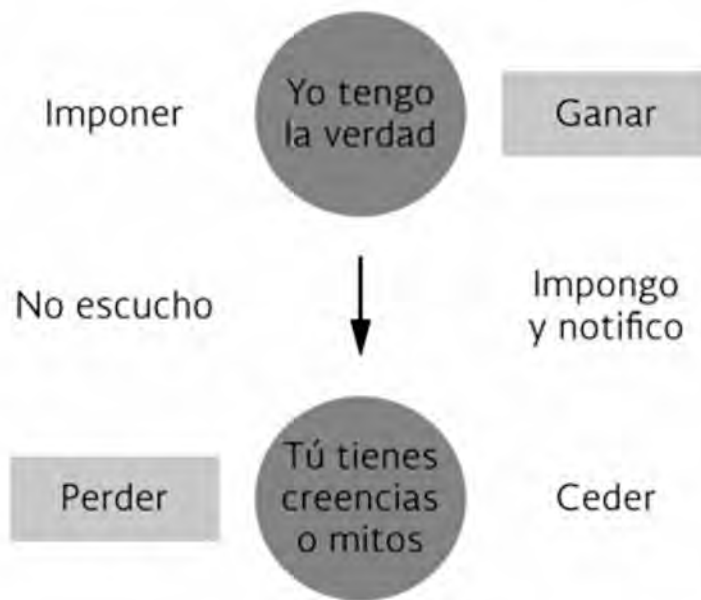 Imponer
Yo tengo
la verdad
Ganar
No escucho
Impongo
y notifico
Perder
Tú tienes
creencias
o mitos
Ceder